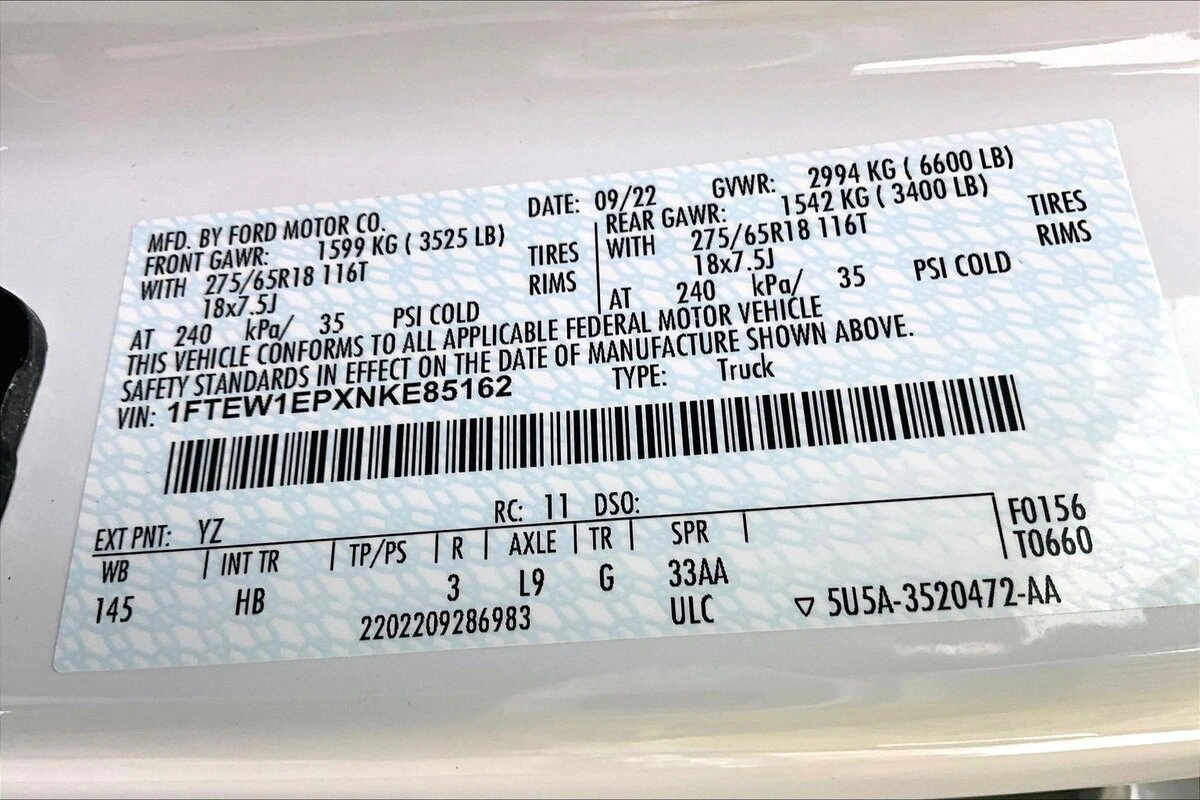 MFD. BY FORD MOTOR CO. DATE: 09/22 GVWR: 2994 KG ( 6600 LB)
FRONT GAWR: 1599 KG ( 3525 LB) REAR GAWR: 1542 KG ( 3400 LB)
WITH 275/65R18 116T TIRES WITH 275/65R18 116T TIRES
18x7.5J RIMS 18x7.5J RIMS
AT 240 kPa/ 35 PSI COLD AT 240 kPa/ 35 PSI COLD
THIS VEHICLE CONFORMS TO ALL APPLICABLE FEDERAL MOTOR VEHICLE
SAFETY STANDARDS IN EFFECT ON THE DATE OF MANUFACTURE SHOWN ABOVE.
VIN: 1FTEW1EPXNKE85162 TYPE: Truck
EXT PNT: YZ RC: 11 DSO: F0156
WB INT TR TP/PS R AXLE TR SPR T0660
145 HB 3 L9 G 33AA
2202209286983 ULC ▽ 5U5A-3520472-AA